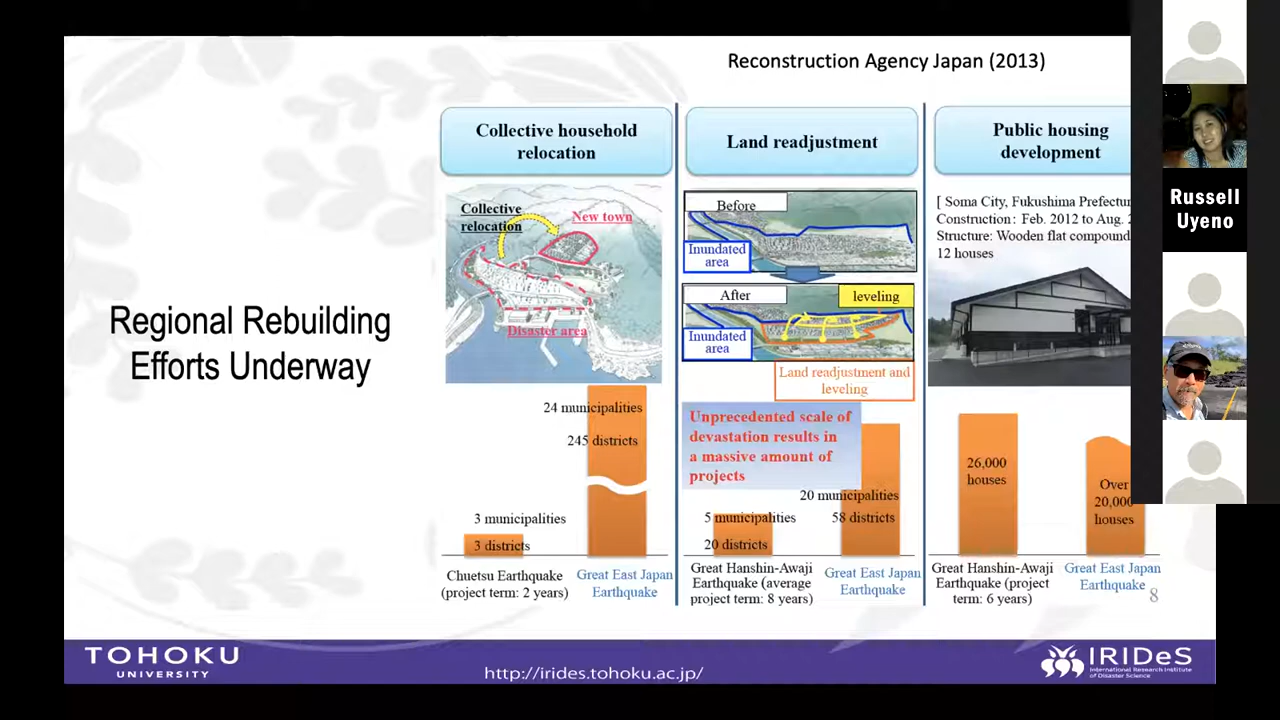 Reconstruction Agency Japan (2013)
Regional Rebuilding
Efforts Underway
Collective household
relocation
Collective
relocation
New town
Disaster area
24 municipalities
245 districts
3 municipalities
3 districts
Chuetsu Earthquake
(project term: 2 years)
Great East Japan
Earthquake
Land readjustment
Before
Inundated
area
After
leveling
Inundated
area
Land readjustment and
leveling
Unprecedented scale of
devastation results in
a massive amount of
projects
20 municipalities
58 districts
5 municipalities
20 districts
Great Hanshin-Awaji
Earthquake (average
project term: 8 years)
Great East Japan
Earthquake
Public housing
development
[ Soma City, Fukushima
Construction: Feb. 2012 to Aug.
Structure: Wooden flat compound
12 houses
26,000
houses
Over
20,000
houses
Great Hanshin-Awaji
Earthquake (project
term: 6 years)
Great East Japan
Earthquake
8
Russell
Uyeno
TOHOKU
UNIVERSITY
http://irides.tohoku.ac.jp/
IRIDeS
International Research Institute
of Disaster Science